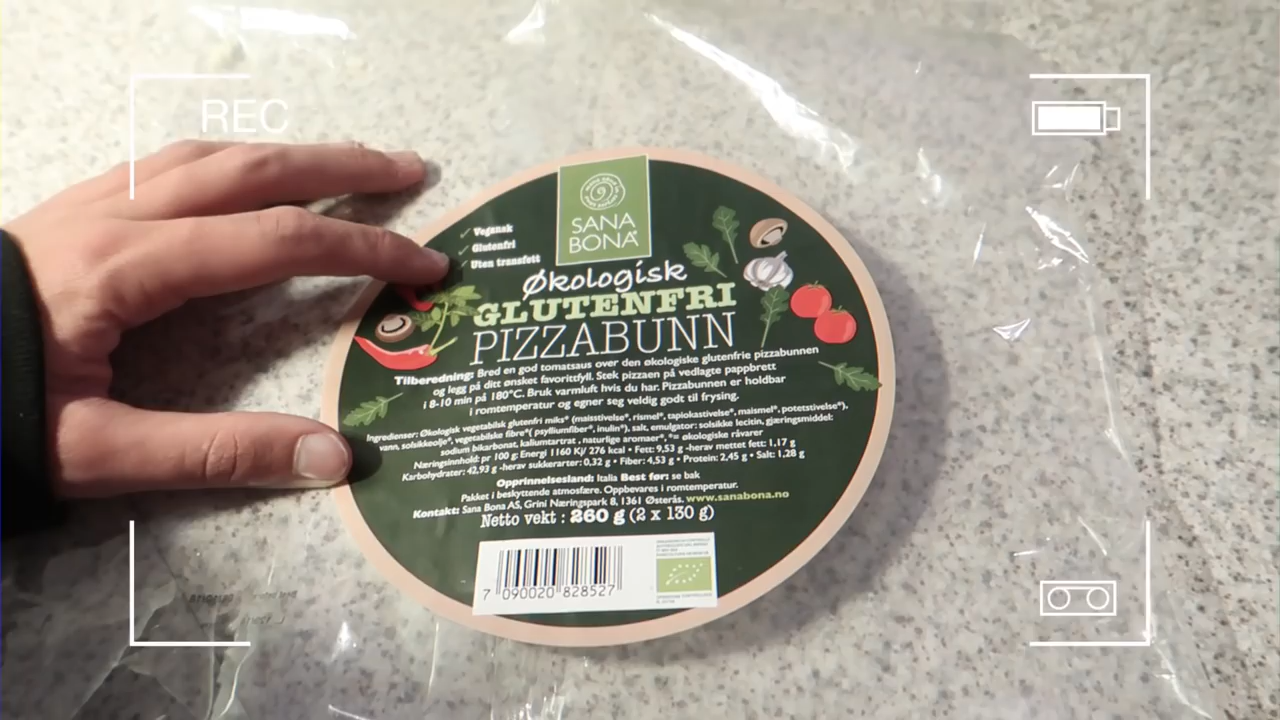 REC
SANA
BONA
Vegansk
Glutenfri
Uten transfett
Økologisk
GLUTENFRI
PIZZABUNN
Tilberedning: Bred en god tomatsaus over den økologiske glutenfrie pizzabunnen
og legg på ditt ønsket favorittfyll. Stek pizzaen på vedlagte pappbrett
i 8-10 min på 180°C. Bruk varmluft hvis du har. Pizzabunnen er holdbar
i romtemperatur og egner seg veldig godt til frysing.
Ingredienser: Økologisk vegetabilsk glutenfri miks* (maisstivelse*, rismel*, tapiokastivelse*, maismel*, potetstivelse*),
vann, solsikkeolje*, vegetabilske fibre*( psylliumfiber*, inulin*), salt, emulgator: solsikke lecitin, gjæringsmiddel:
sodium bikarbonat, kaliumtartrat , naturlige aromaer*, *= økologiske råvarer
Næringsinnhold: pr 100 g: Energi 1160 Kj/ 276 kcal • Fett: 9,53 g -herav mettet fett: 1,17 g
Karbohydrater: 42,93 g -herav sukkerarter: 0,32 g • Fiber: 4,53 g • Protein: 2,45 g • Salt: 1,28 g
Opprinnelsesland: Italia Best før: se bak
Pakket i beskyttende atmosfære. Oppbevares i romtemperatur.
Kontakt: Sana Bona AS, Grini Næringspark 8, 1361 Østerås. www.sanabona.no
Netto vekt : 260 g (2 x 130 g)
7 090020 828527